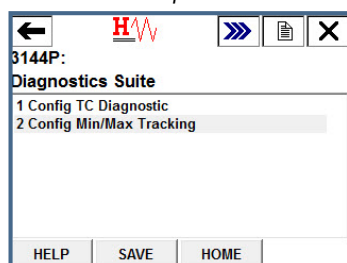 H
3144P:
Diagnostics Suite
1 Config TC Diagnostic
2 Config Min/Max Tracking
HELP SAVE HOME